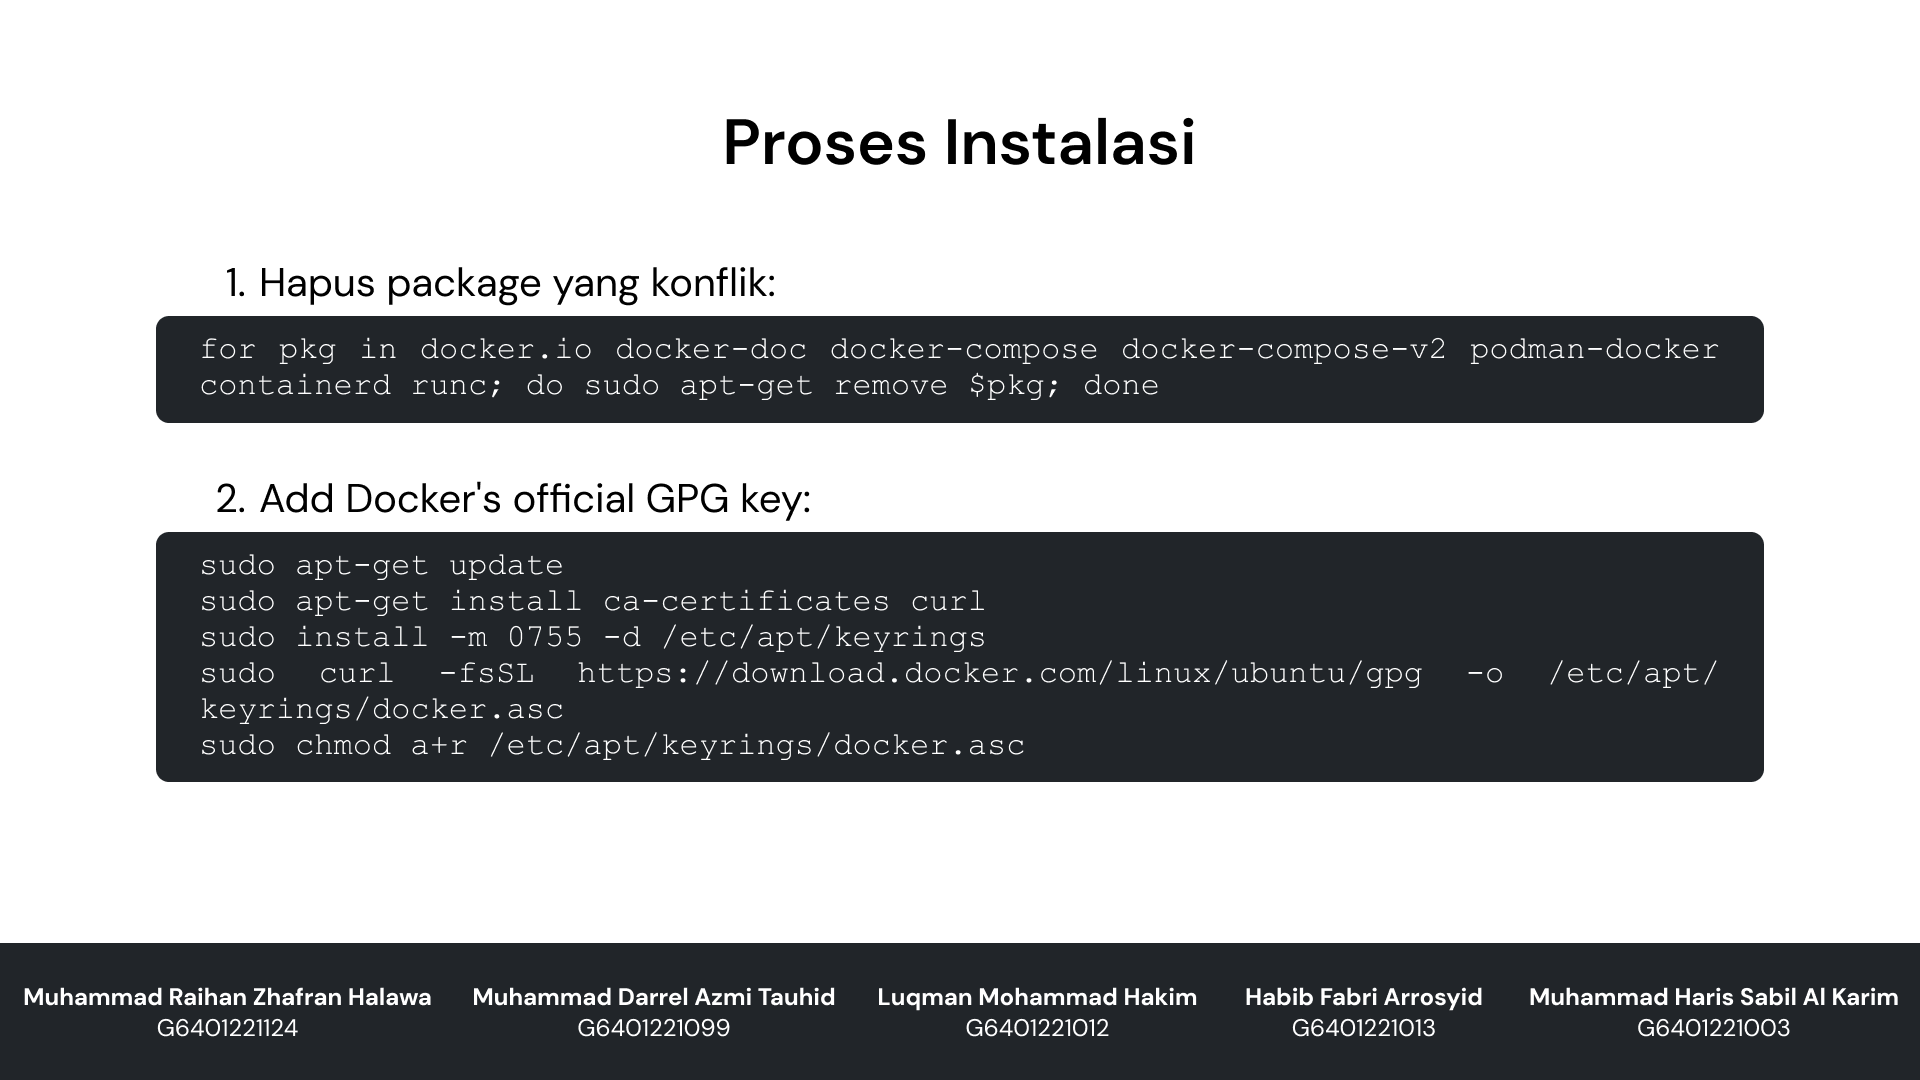 Proses Instalasi
1. Hapus package yang konflik:
for pkg in docker.io docker-doc docker-compose docker-compose-v2 podman-docker
containerd runc; do sudo apt-get remove $pkg; done
2. Add Docker's official GPG key:
sudo apt-get update
sudo apt-get install ca-certificates curl
sudo install -m 0755 -d /etc/apt/keyrings
sudo curl -fsSL https://download.docker.com/linux/ubuntu/gpg -o /etc/apt/
keyrings/docker.asc
sudo chmod a+r /etc/apt/keyrings/docker.asc
Muhammad Raihan Zhafran Halawa
G6401221124
Muhammad Darrel Azmi Tauhid
G6401221099
Luqman Mohammad Hakim
G6401221012
Habib Fabri Arrosyid
G6401221013
Muhammad Haris Sabil Al Karim
G6401221003